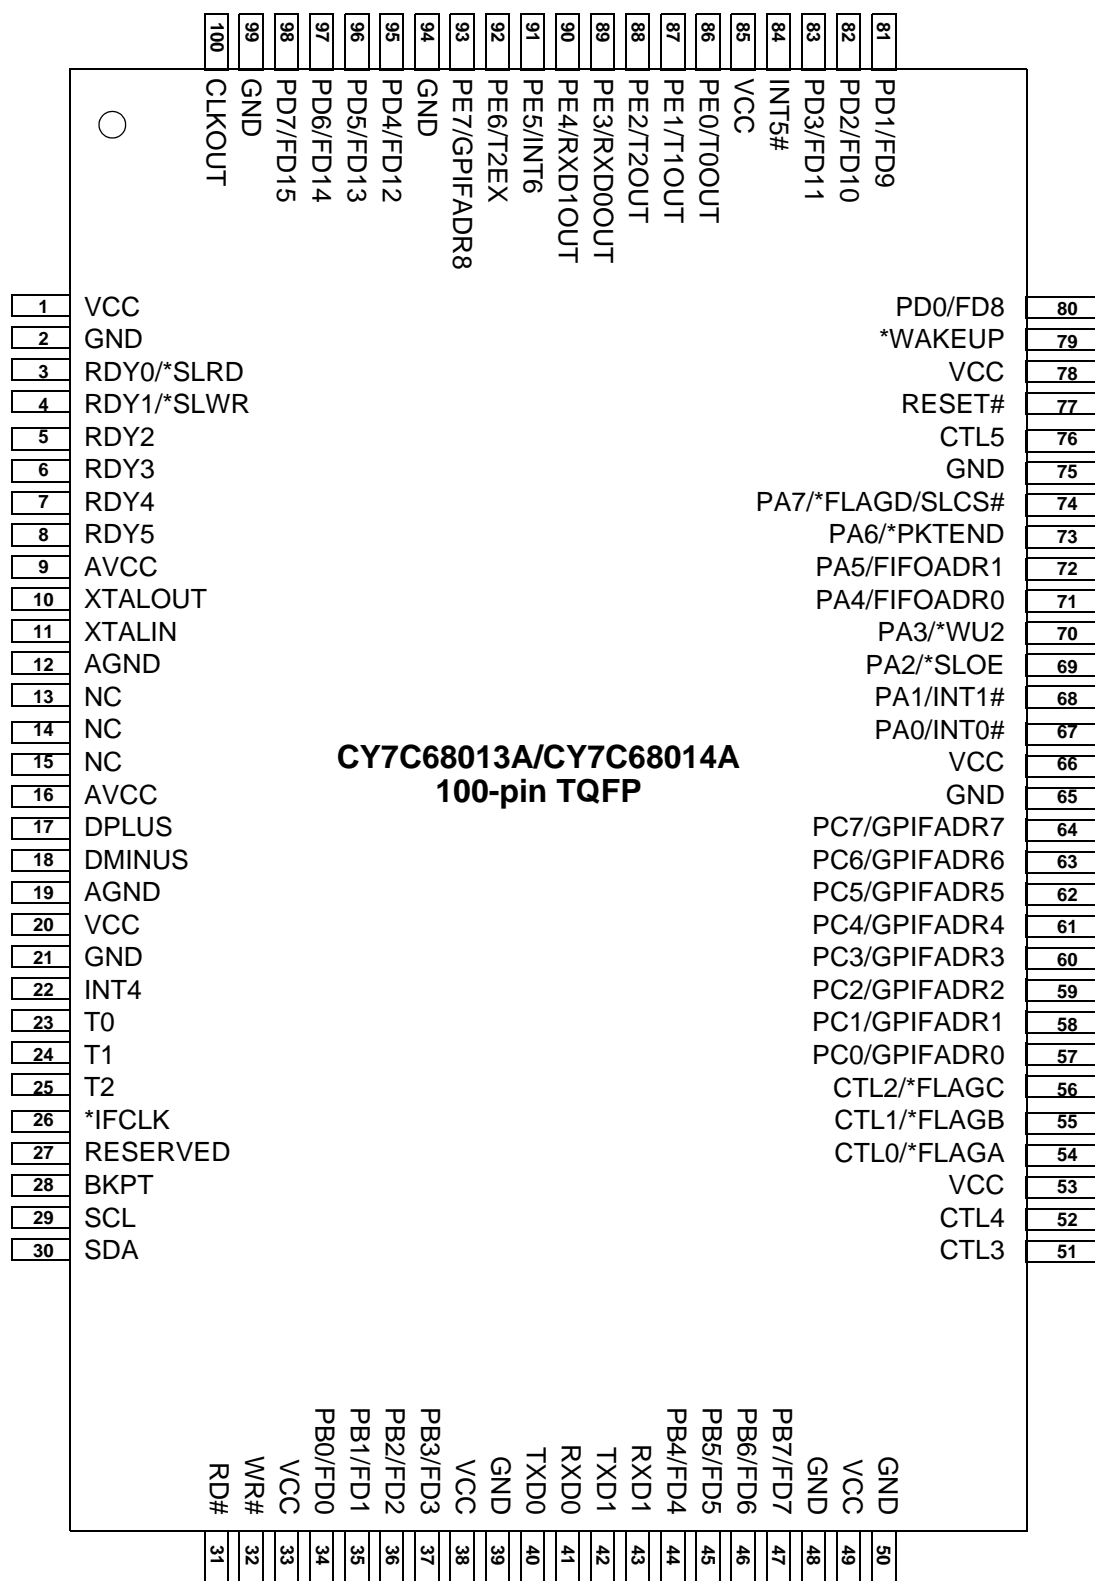 100 99 98 97 96 95 94 93 92 91 90 89 88 87 86 85 84 83 82 81
CLKOUT
GND
PD7/FD15
PD6/FD14
PD5/FD13
PD4/FD12
GND
PE7/GPIFADR8
PE6/T2EX
PE5/INT6
PE4/RXD1OUT
PE3/RXD0OUT
PE2/T2OUT
PE1/T1OUT
PE0/T0OUT
VCC
INT5#
PD3/FD11
PD2/FD10
PD1/FD9
1 VCC PD0/FD8 80
2 GND *WAKEUP 79
3 RDY0/*SLRD VCC 78
4 RDY1/*SLWR RESET# 77
5 RDY2 CTL5 76
6 RDY3 GND 75
7 RDY4 PA7/*FLAGD/SLCS# 74
8 RDY5 PA6/*PKTEND 73
9 AVCC PA5/FIFOADR1 72
10 XTALOUT PA4/FIFOADR0 71
11 XTALIN PA3/*WU2 70
12 AGND PA2/*SLOE 69
13 NC PA1/INT1# 68
14 NC PA0/INT0# 67
15 NC CY7C68013A/CY7C68014A VCC 66
16 AVCC 100-pin TQFP GND 65
17 DPLUS PC7/GPIFADR7 64
18 DMINUS PC6/GPIFADR6 63
19 AGND PC5/GPIFADR5 62
20 VCC PC4/GPIFADR4 61
21 GND PC3/GPIFADR3 60
22 INT4 PC2/GPIFADR2 59
23 T0 PC1/GPIFADR1 58
24 T1 PC0/GPIFADR0 57
25 T2 CTL2/*FLAGC 56
26 *IFCLK CTL1/*FLAGB 55
27 RESERVED CTL0/*FLAGA 54
28 BKPT VCC 53
29 SCL CTL4 52
30 SDA CTL3 51
RD#
WR#
VCC
PB0/FD0
PB1/FD1
PB2/FD2
PB3/FD3
VCC
GND
TXD0
RXD0
TXD1
RXD1
PB4/FD4
PB5/FD5
PB6/FD6
PB7/FD7
GND
VCC
GND
31 32 33 34 35 36 37 38 39 40 41 42 43 44 45 46 47 48 49 50